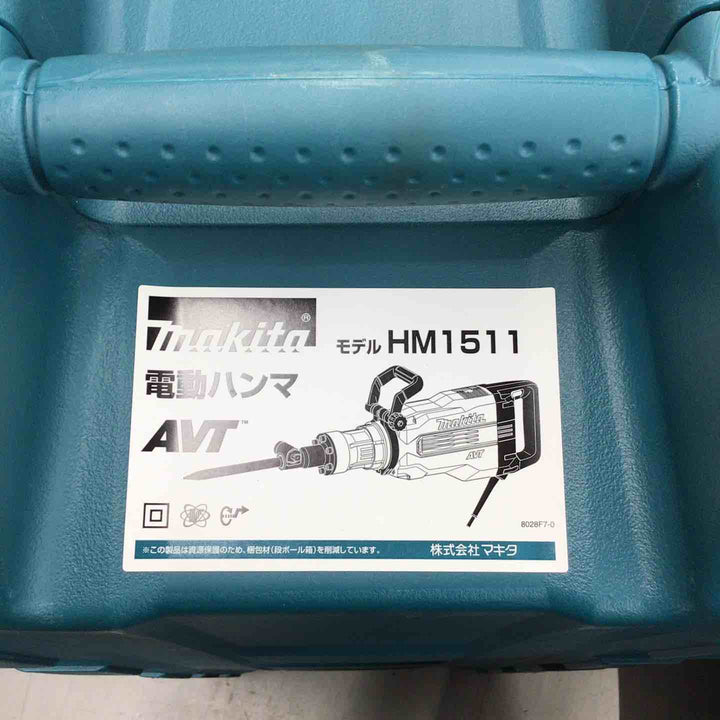 makita®
モデル HM1511
電動ハンマ
AVT™
makita
AVT
8028F7-0
※この製品は資源保護のため、梱包材(段ボール箱)を削減しています。
株式会社 マキタ